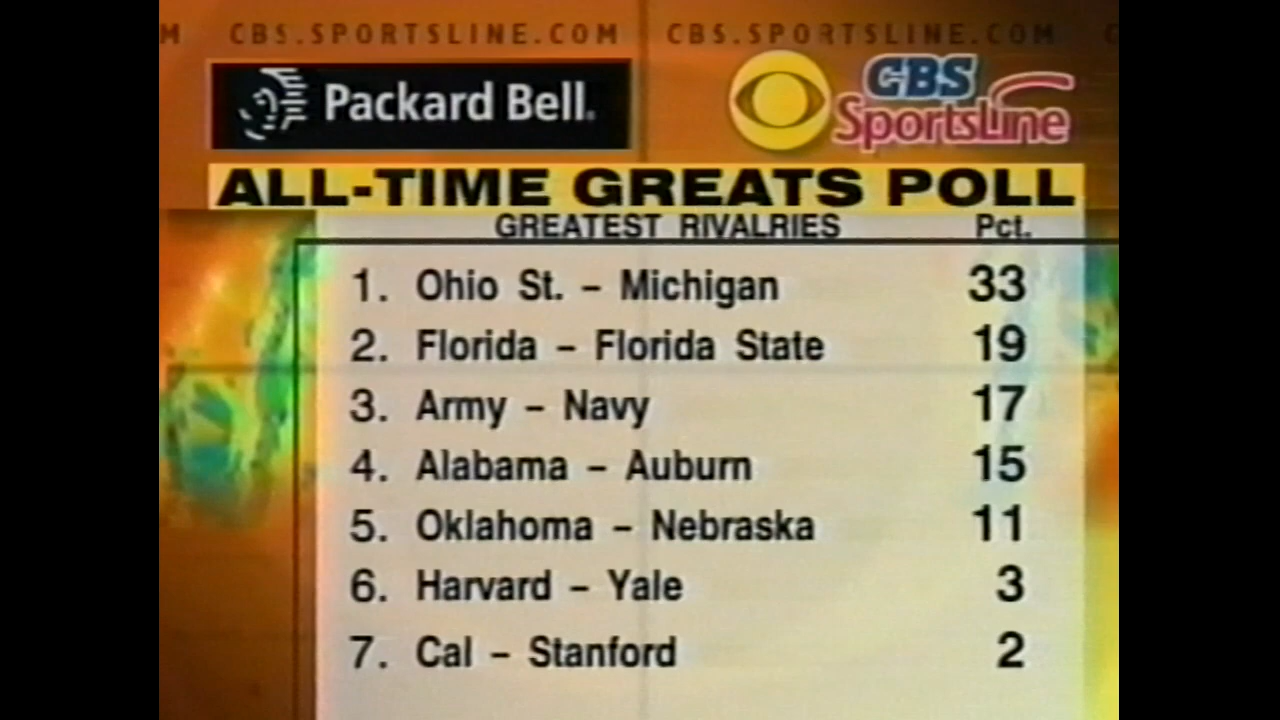 M CBS.SPORTSLINE.COM CBS.SPORTSLINE.COM C
Packard Bell.
CBS
SportsLine
ALL-TIME GREATS POLL
GREATEST RIVALRIES Pct.
1. Ohio St. – Michigan 33
2. Florida – Florida State 19
3. Army – Navy 17
4. Alabama – Auburn 15
5. Oklahoma – Nebraska 11
6. Harvard – Yale 3
7. Cal – Stanford 2